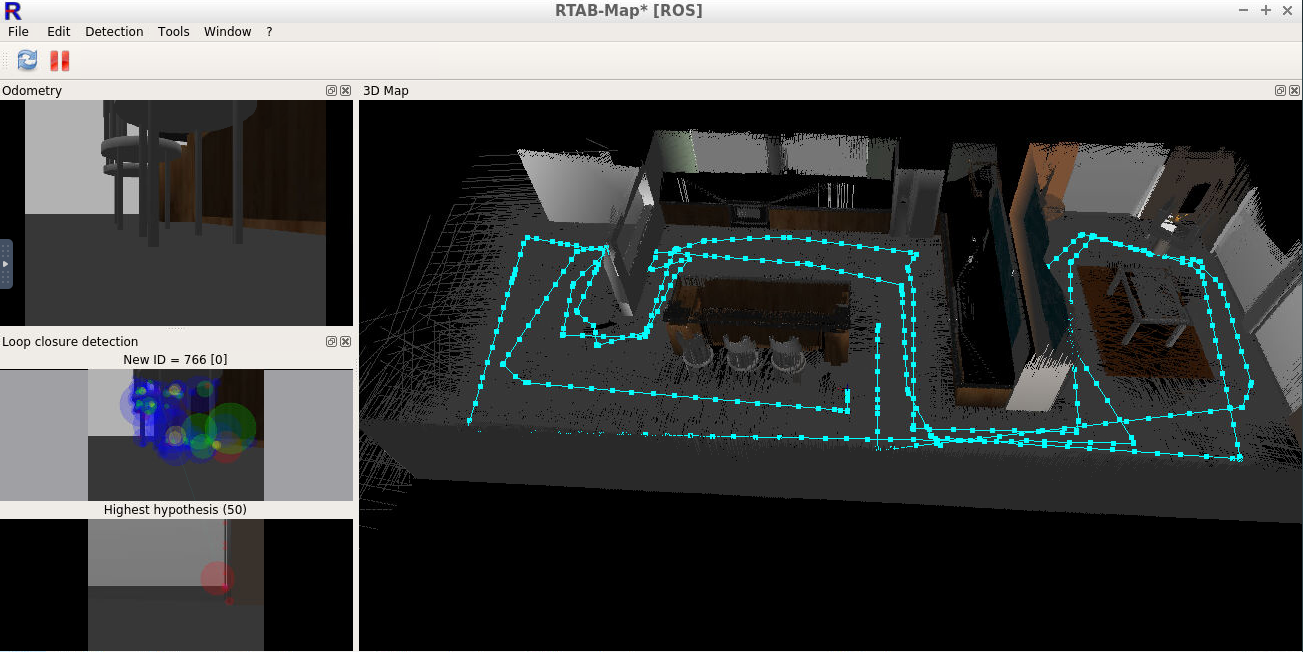 RTAB-Map* [ROS]
File Edit Detection Tools Window ?
Odometry
3D Map
Loop closure detection
New ID = 766 [0]
Highest hypothesis (50)